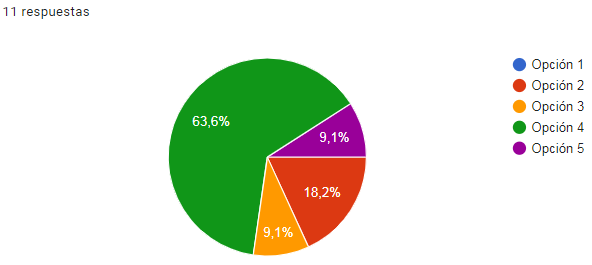 11 respuestas
63,6%
9,1%
18,2%
9,1%
Opción 1
Opción 2
Opción 3
Opción 4
Opción 5